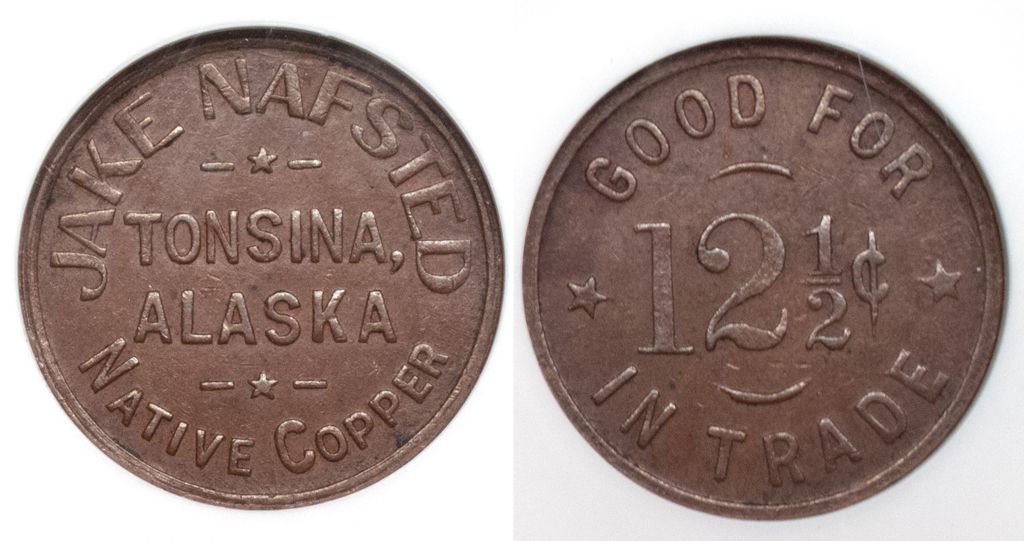 JAKE NAFSTED
TONSINA,
ALASKA
NATIVE COPPER
GOOD FOR
12½¢
IN TRADE